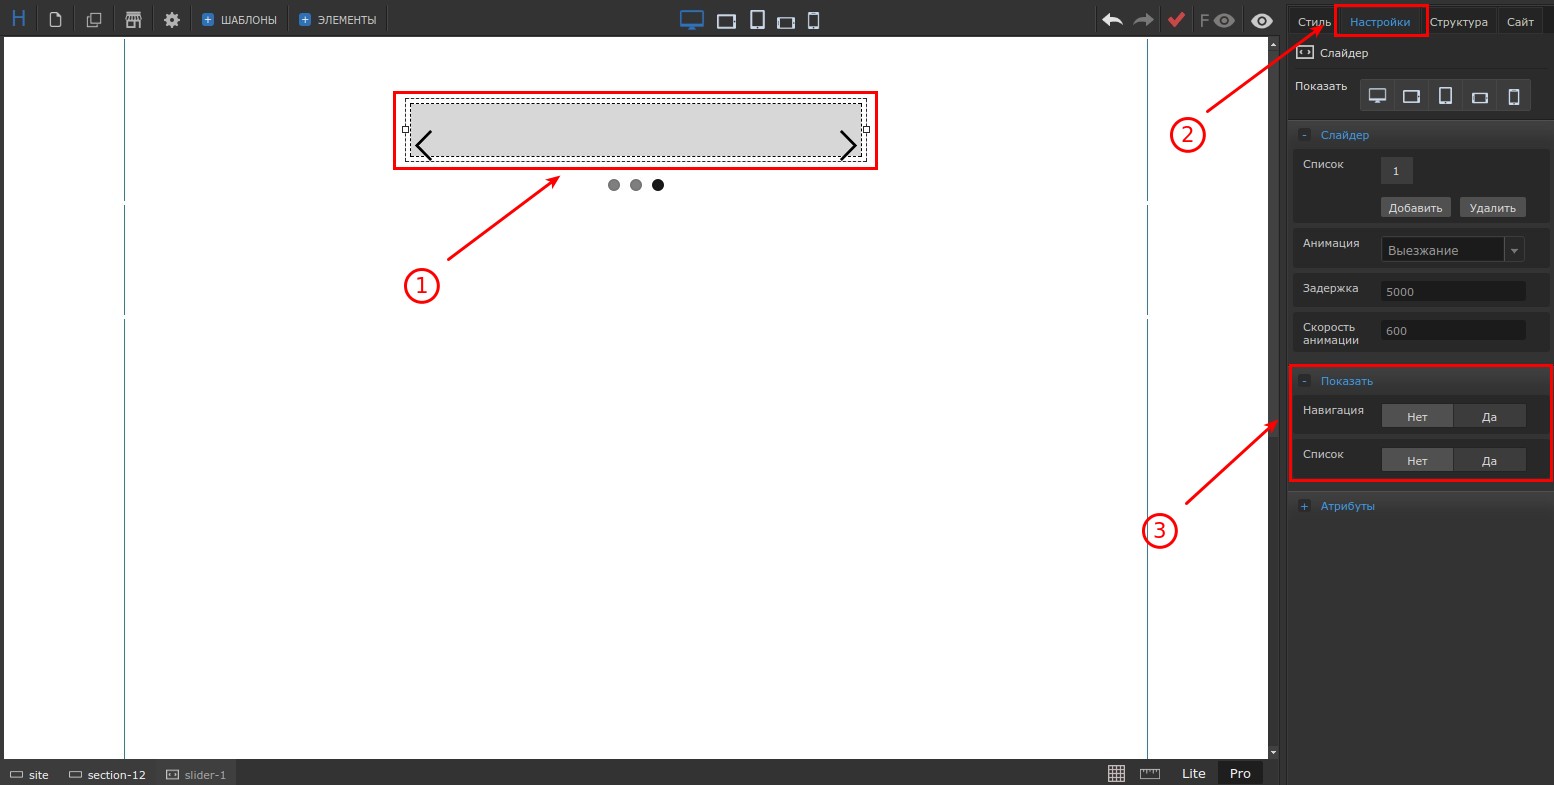 H
ШАБЛОНЫ
ЭЛЕМЕНТЫ
F
Стиль
Настройки
Структура
Сайт
Слайдер
Показать
2
1
3
Слайдер
Список
1
Добавить
Удалить
Анимация
Выезжание
Задержка
5000
Скорость
анимации
600
Показать
Навигация
Нет
Да
Список
Нет
Да
Атрибуты
site
section-12
slider-1
Lite
Pro